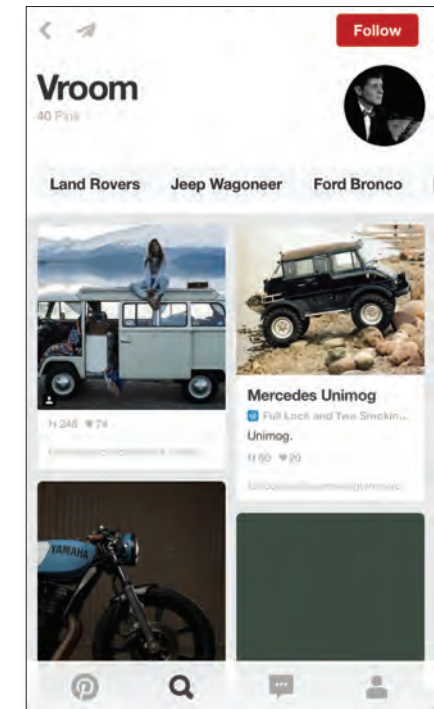 Follow
Vroom
40 Pins
Land Rovers Jeep Wagoneer Ford Bronco
Mercedes Unimog
Full Lock and Two Smokin...
Unimog.
248 74
60 20
YAMAHA